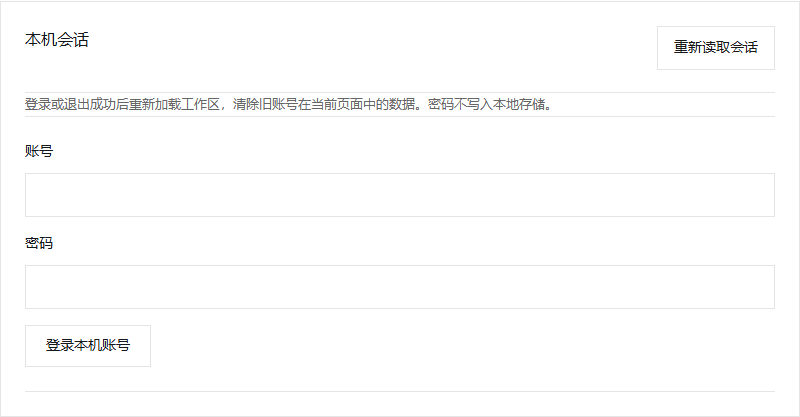 本机会话
重新读取会话
登录或退出成功后重新加载工作区，清除旧账号在当前页面中的数据。密码不写入本地存储。
账号
密码
登录本机账号